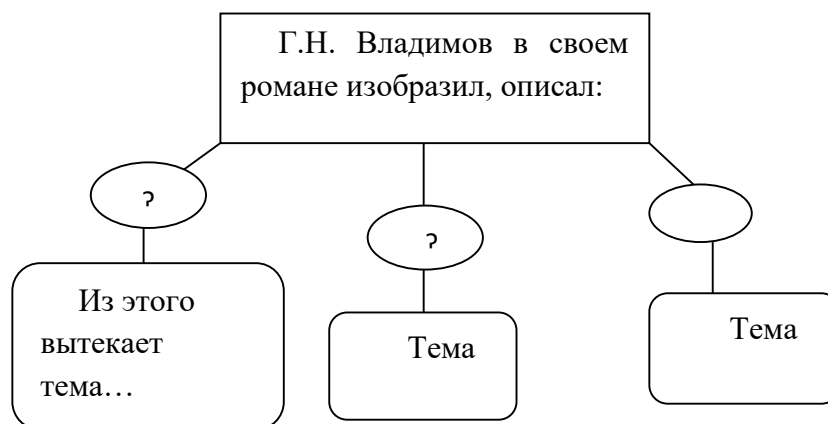 Г.Н. Владимов в своем
романе изобразил, описал:
?
?
Из этого
вытекает
тема…
Тема
Тема